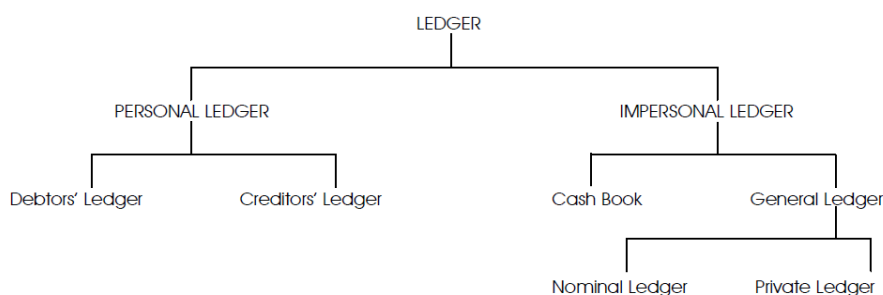 LEDGER
PERSONAL LEDGER IMPERSONAL LEDGER
Debtors' Ledger Creditors' Ledger Cash Book General Ledger
Nominal Ledger Private Ledger